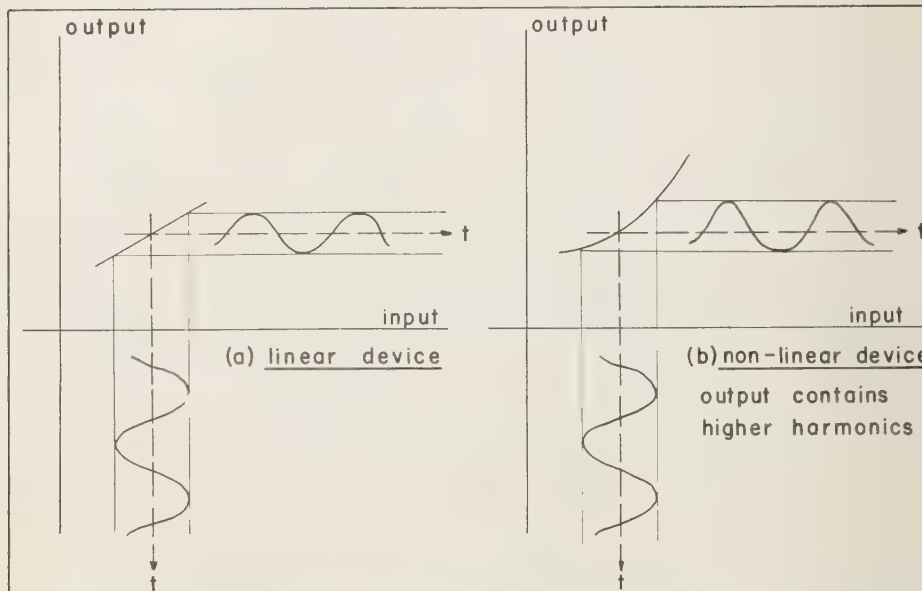 output
t
input
(a) linear device
t
output
t
input
(b) non-linear device
output contains
higher harmonics
t